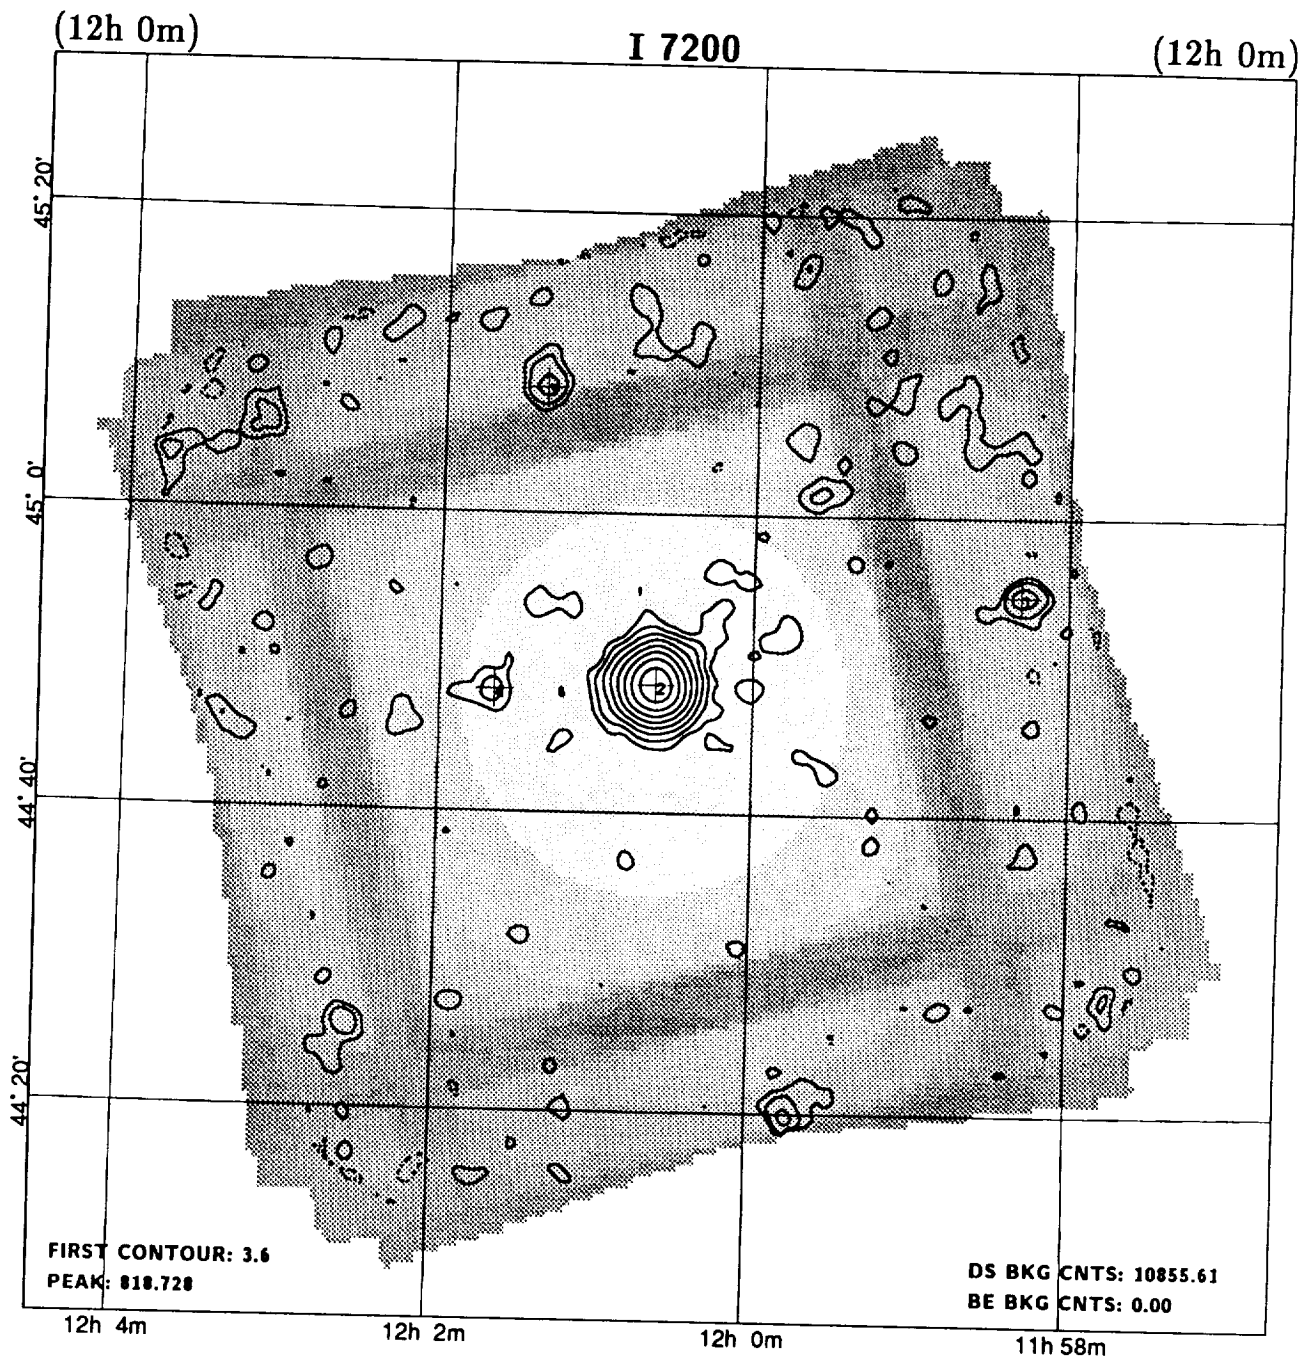 (12h 0m)
I 7200
(12h 0m)
45° 20'
45° 0'
2
44° 40'
44° 20'
FIRST CONTOUR: 3.6
PEAK: 818.728
DS BKG CNTS: 10855.61
BE BKG CNTS: 0.00
12h 4m
12h 2m
12h 0m
11h 58m